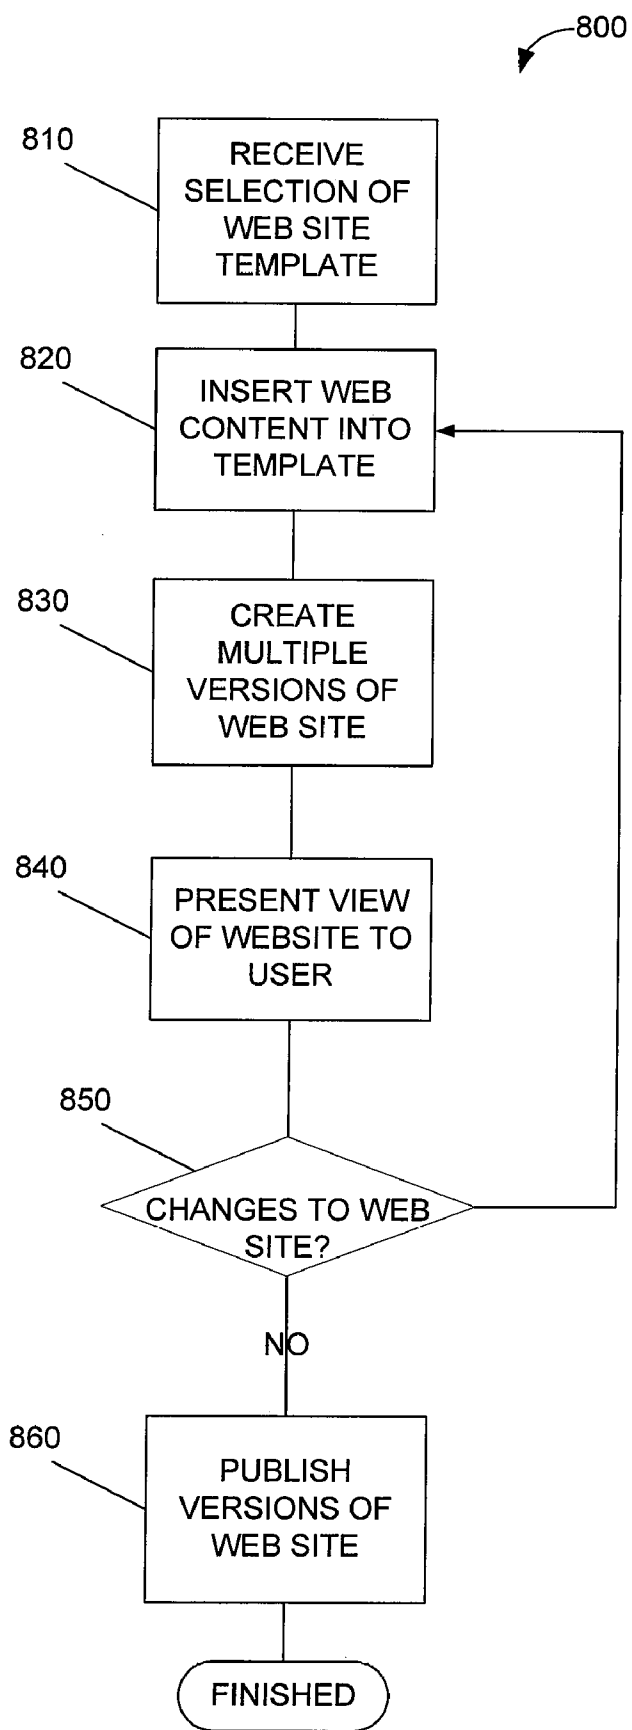 800
810
RECEIVE
SELECTION OF
WEB SITE
TEMPLATE
820
INSERT WEB
CONTENT INTO
TEMPLATE
830
CREATE
MULTIPLE
VERSIONS OF
WEB SITE
840
PRESENT VIEW
OF WEBSITE TO
USER
850
CHANGES TO WEB
SITE?
NO
860
PUBLISH
VERSIONS OF
WEB SITE
FINISHED